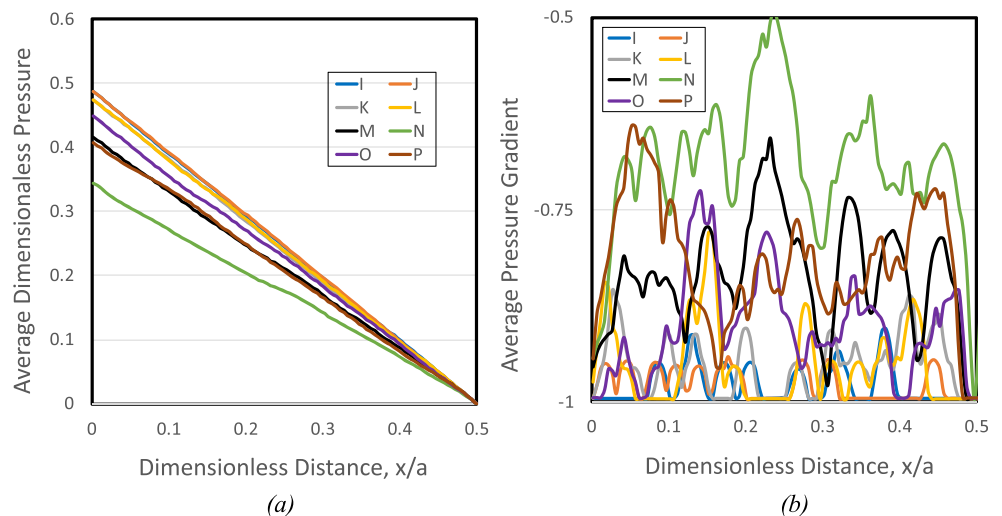 Average Dimensionless Pressure
0.6
0.5
0.4
0.3
0.2
0.1
0
I J
K L
M N
O P
0 0.1 0.2 0.3 0.4 0.5
Dimensionless Distance, x/a
(a)
Average Pressure Gradient
-0.5
-0.75
-1
I J
K L
M N
O P
0 0.1 0.2 0.3 0.4 0.5
Dimensionless Distance, x/a
(b)